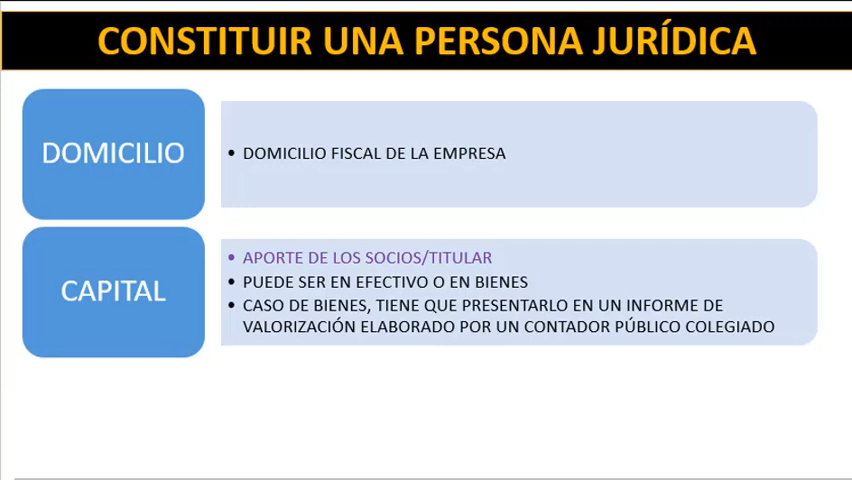 CONSTITUIR UNA PERSONA JURÍDICA
DOMICILIO
• DOMICILIO FISCAL DE LA EMPRESA
CAPITAL
• APORTE DE LOS SOCIOS/TITULAR
• PUEDE SER EN EFECTIVO O EN BIENES
• CASO DE BIENES, TIENE QUE PRESENTARLO EN UN INFORME DE
VALORIZACIÓN ELABORADO POR UN CONTADOR PÚBLICO COLEGIADO